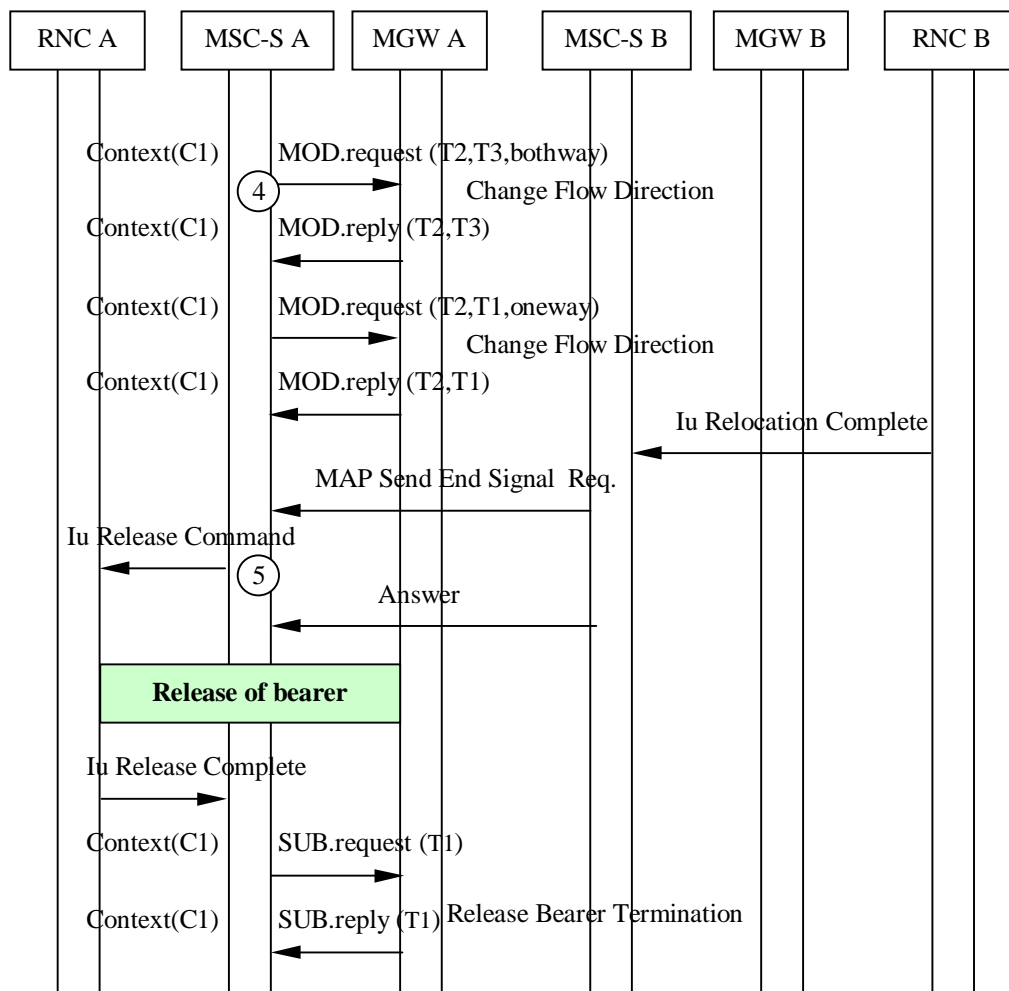 RNC A
MSC-S A
MGW A
MSC-S B
MGW B
RNC B
Context(C1)
MOD.request (T2,T3,bothway)
4
Change Flow Direction
Context(C1)
MOD.reply (T2,T3)
Context(C1)
MOD.request (T2,T1,oneway)
Change Flow Direction
Context(C1)
MOD.reply (T2,T1)
Iu Relocation Complete
MAP Send End Signal Req.
Iu Release Command
5
Answer
Release of bearer
Iu Release Complete
Context(C1)
SUB.request (T1)
Context(C1)
SUB.reply (T1)
Release Bearer Termination